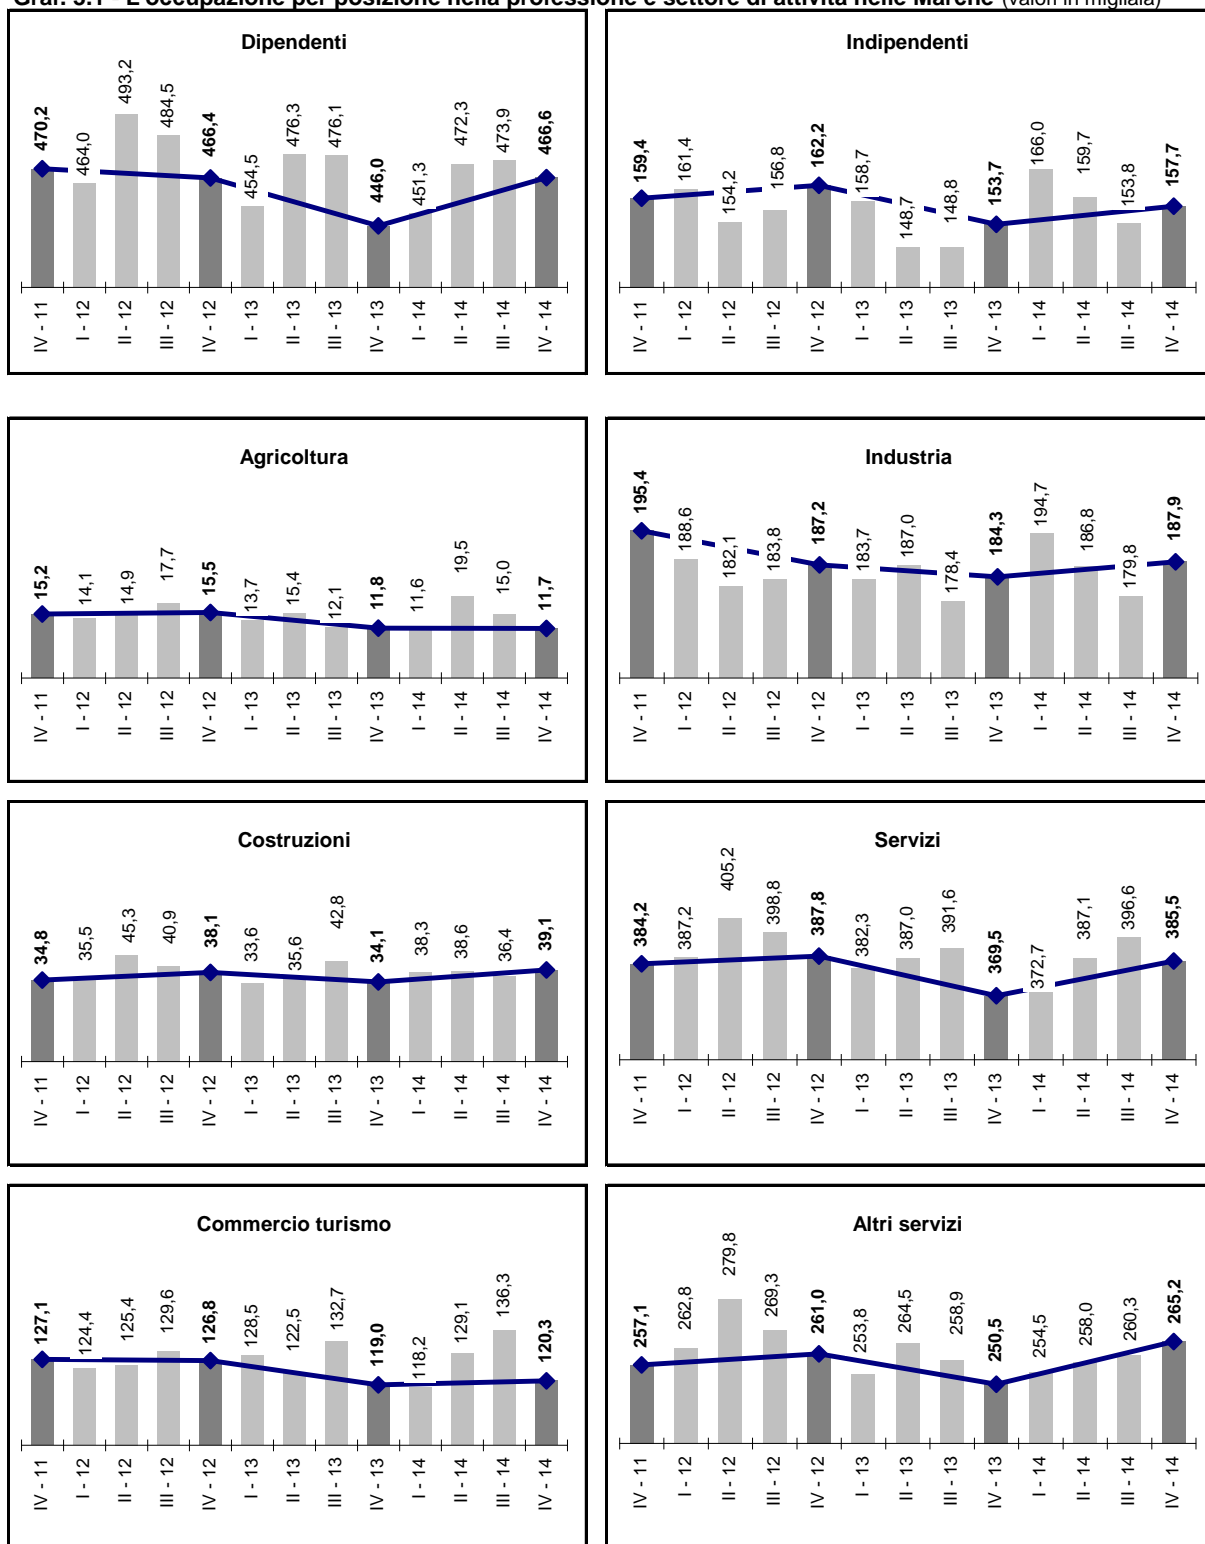 Graf. 3.1 - L'occupazione per posizione nella professione e settore di attività nelle Marche (valori in migliaia)
Dipendenti
470,2 464,0 493,2 484,5 466,4 454,5 476,3 476,1 446,0 451,3 472,3 473,9 466,6
IV - 11 I - 12 II - 12 III - 12 IV - 12 I - 13 II - 13 III - 13 IV - 13 I - 14 II - 14 III - 14 IV - 14
Indipendenti
159,4 161,4 154,2 156,8 162,2 158,7 148,7 148,8 153,7 166,0 159,7 153,8 157,7
IV - 11 I - 12 II - 12 III - 12 IV - 12 I - 13 II - 13 III - 13 IV - 13 I - 14 II - 14 III - 14 IV - 14
Agricoltura
15,2 14,1 14,9 17,7 15,5 13,7 15,4 12,1 11,8 11,6 19,5 15,0 11,7
IV - 11 I - 12 II - 12 III - 12 IV - 12 I - 13 II - 13 III - 13 IV - 13 I - 14 II - 14 III - 14 IV - 14
Industria
195,4 188,6 182,1 183,8 187,2 183,7 187,0 178,4 184,3 194,7 186,8 179,8 187,9
IV - 11 I - 12 II - 12 III - 12 IV - 12 I - 13 II - 13 III - 13 IV - 13 I - 14 II - 14 III - 14 IV - 14
Costruzioni
34,8 35,5 45,3 40,9 38,1 33,6 35,6 42,8 34,1 38,3 38,6 36,4 39,1
IV - 11 I - 12 II - 12 III - 12 IV - 12 I - 13 II - 13 III - 13 IV - 13 I - 14 II - 14 III - 14 IV - 14
Servizi
384,2 387,2 405,2 398,8 387,8 382,3 387,0 391,6 369,5 372,7 387,1 396,6 385,5
IV - 11 I - 12 II - 12 III - 12 IV - 12 I - 13 II - 13 III - 13 IV - 13 I - 14 II - 14 III - 14 IV - 14
Commercio turismo
127,1 124,4 125,4 129,6 126,8 128,5 122,5 132,7 119,0 118,2 129,1 136,3 120,3
IV - 11 I - 12 II - 12 III - 12 IV - 12 I - 13 II - 13 III - 13 IV - 13 I - 14 II - 14 III - 14 IV - 14
Altri servizi
257,1 262,8 279,8 269,3 261,0 253,8 264,5 258,9 250,5 254,5 258,0 260,3 265,2
IV - 11 I - 12 II - 12 III - 12 IV - 12 I - 13 II - 13 III - 13 IV - 13 I - 14 II - 14 III - 14 IV - 14